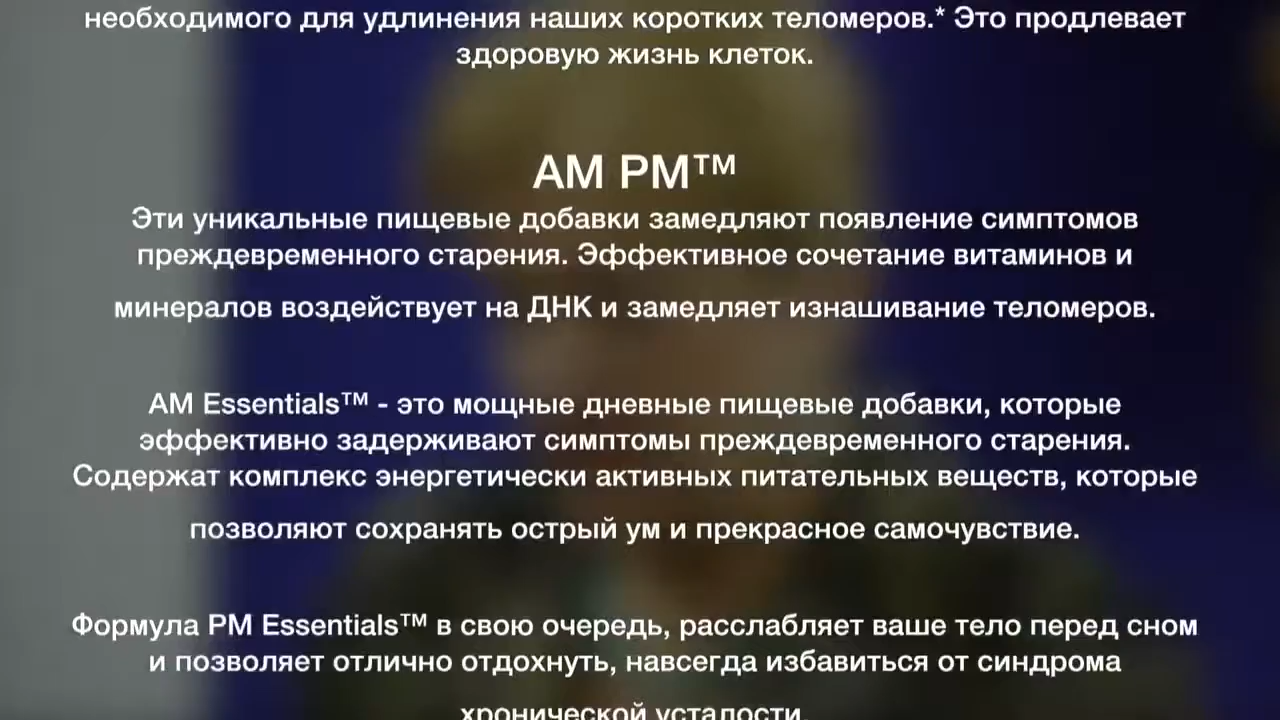 необходимого для удлинения наших коротких теломеров.* Это продлевает
здоровую жизнь клеток.
AM PM™
Эти уникальные пищевые добавки замедляют появление симптомов
преждевременного старения. Эффективное сочетание витаминов и
минералов воздействует на ДНК и замедляет изнашивание теломеров.
AM Essentials™ - это мощные дневные пищевые добавки, которые
эффективно задерживают симптомы преждевременного старения.
Содержат комплекс энергетически активных питательных веществ, которые
позволяют сохранять острый ум и прекрасное самочувствие.
Формула PM Essentials™ в свою очередь, расслабляет ваше тело перед сном
и позволяет отлично отдохнуть, навсегда избавиться от синдрома
хронической усталости.